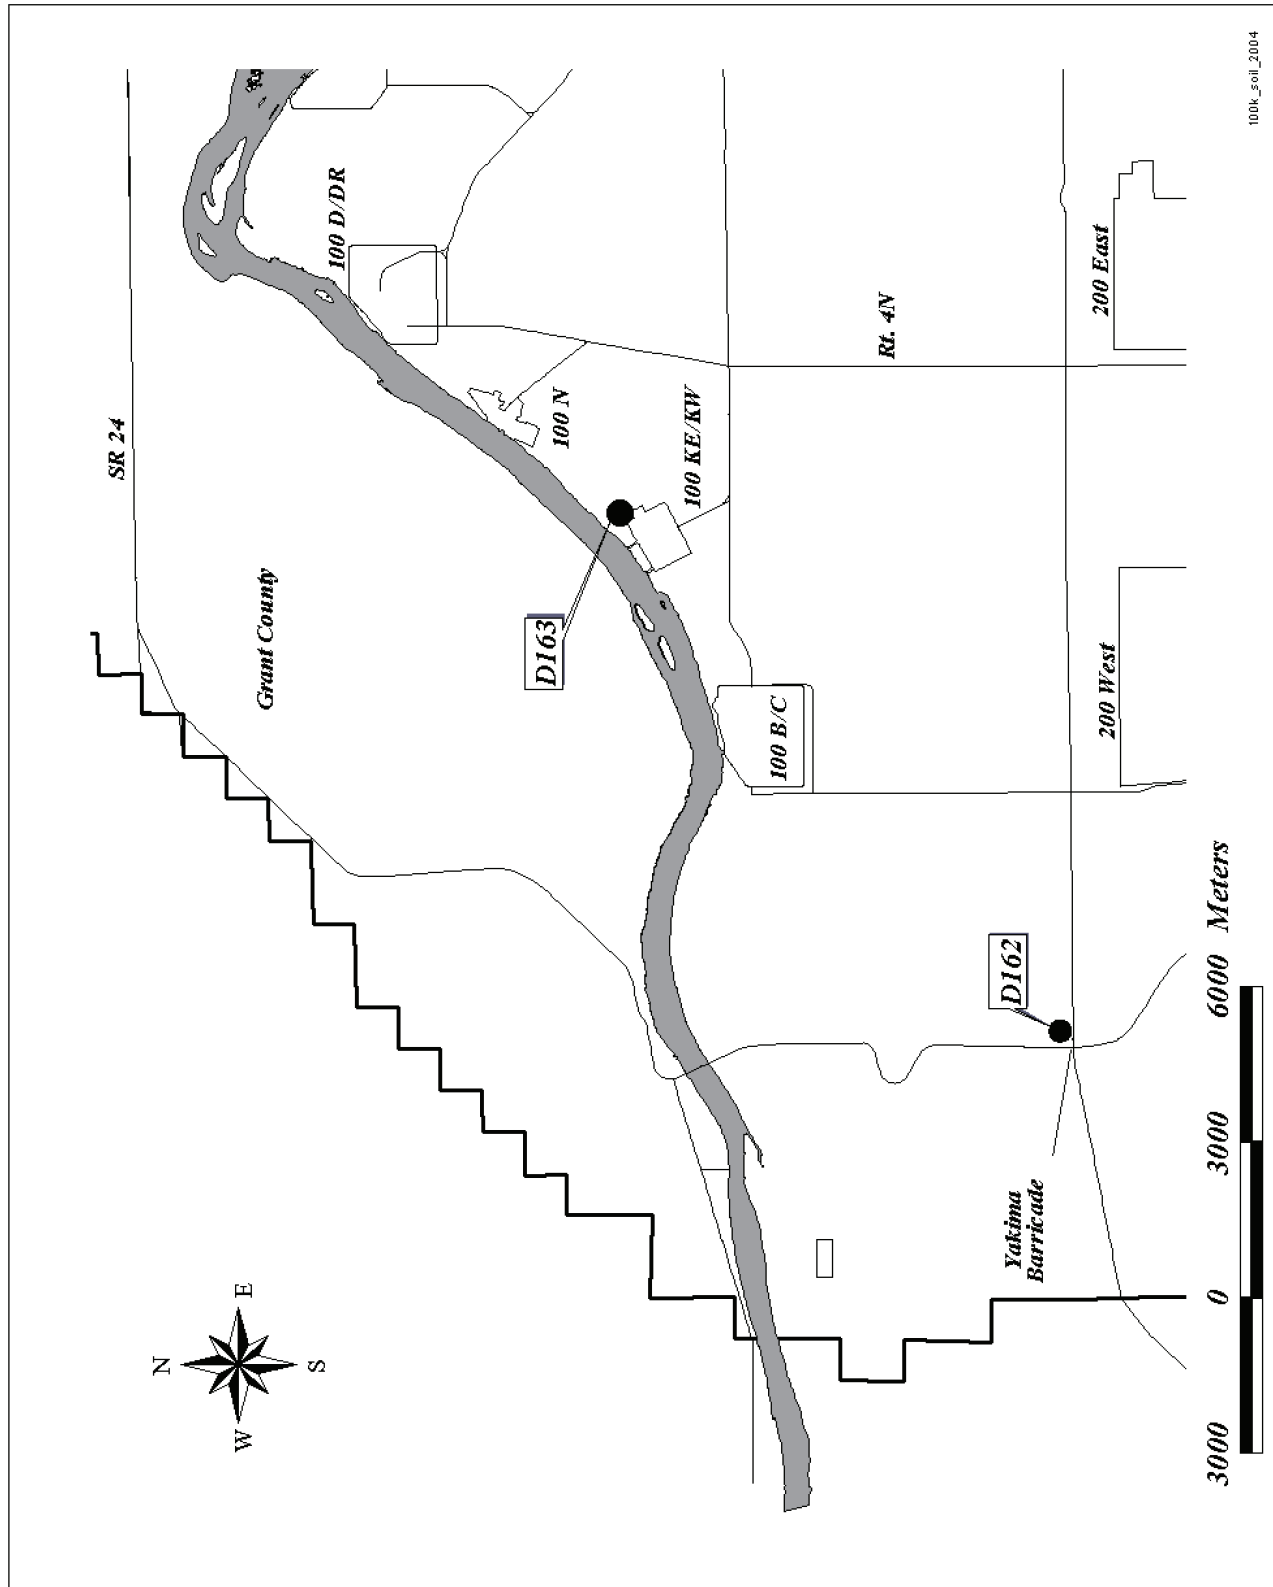 N
W
E
S
SR 24
Grant County
100 D/DR
100 N
D163
100 KE/KW
Rt. 4N
100 B/C
200 East
200 West
D162
Yakima
Barricade
3000 0 3000 6000 Meters
100k_soil_2004